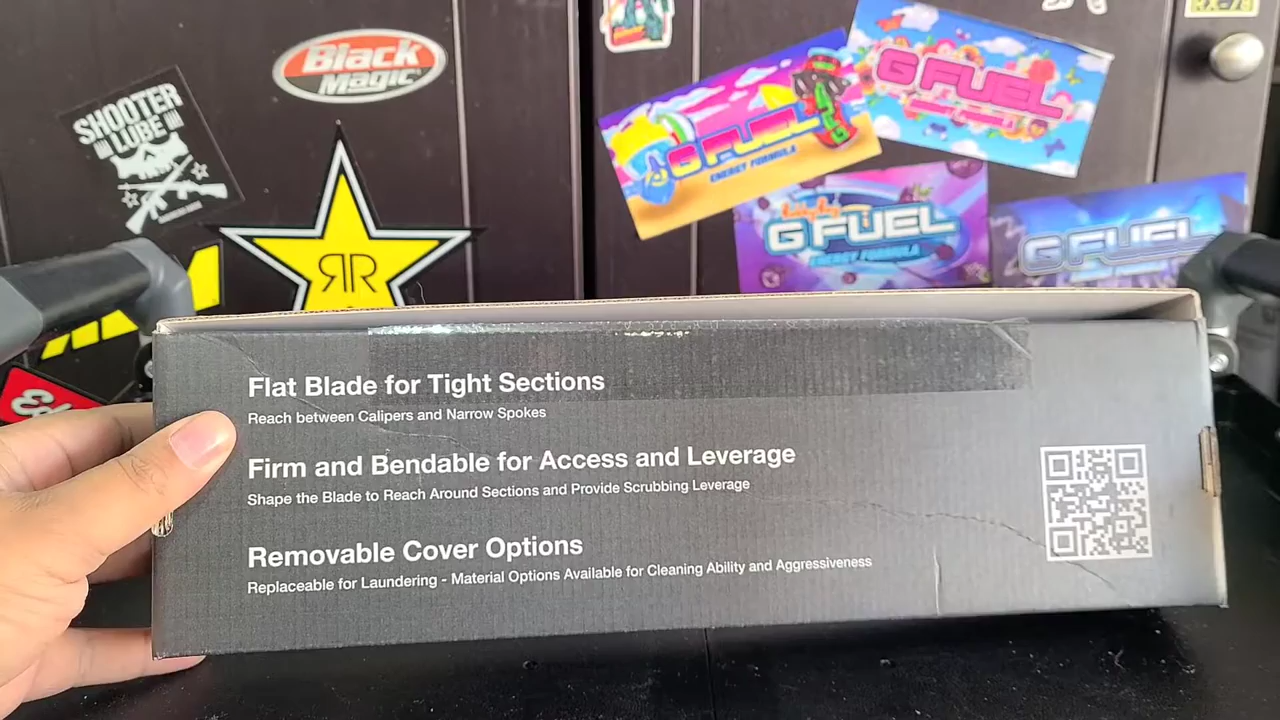 RX-78
Black
Magic
SHOOTER
LUBE
G FUEL
G FUEL
ENERGY FORMULA
G FUEL
ENERGY FORMULA
G FUEL
R
Flat Blade for Tight Sections
Reach between Calipers and Narrow Spokes
Firm and Bendable for Access and Leverage
Shape the Blade to Reach Around Sections and Provide Scrubbing Leverage
Removable Cover Options
Replaceable for Laundering - Material Options Available for Cleaning Ability and Aggressiveness